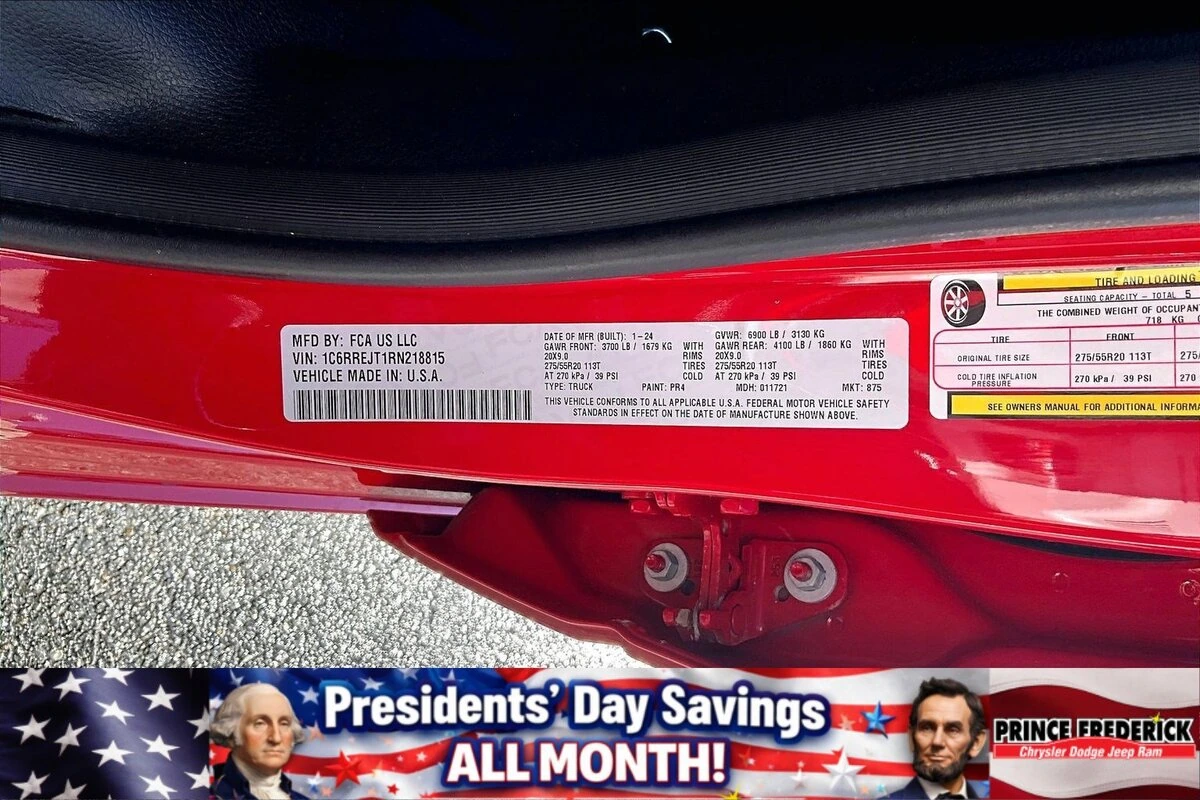 MFD BY: FCA US LLC
VIN: 1C6RREJT1RN218815
VEHICLE MADE IN: U.S.A.
DATE OF MFR (BUILT): 1-24
GAWR FRONT: 3700 LB / 1679 KG WITH
20X9.0 RIMS
275/55R20 113T TIRES
AT 270 kPa / 39 PSI COLD
TYPE: TRUCK PAINT: PR4
GVWR: 6900 LB / 3130 KG
GAWR REAR: 4100 LB / 1860 KG WITH
20X9.0 RIMS
275/55R20 113T TIRES
AT 270 kPa / 39 PSI COLD
MDH: 011721 MKT: 875
THIS VEHICLE CONFORMS TO ALL APPLICABLE U.S.A. FEDERAL MOTOR VEHICLE SAFETY
STANDARDS IN EFFECT ON THE DATE OF MANUFACTURE SHOWN ABOVE.
TIRE AND LOADING
SEATING CAPACITY - TOTAL 5
THE COMBINED WEIGHT OF OCCUPAN
718 KG
TIRE FRONT
ORIGINAL TIRE SIZE 275/55R20 113T 275/
COLD TIRE INFLATION
PRESSURE 270 kPa / 39 PSI 270
SEE OWNERS MANUAL FOR ADDITIONAL INFORMA
Presidents' Day Savings
ALL MONTH!
PRINCE FREDERICK
Chrysler Dodge Jeep Ram